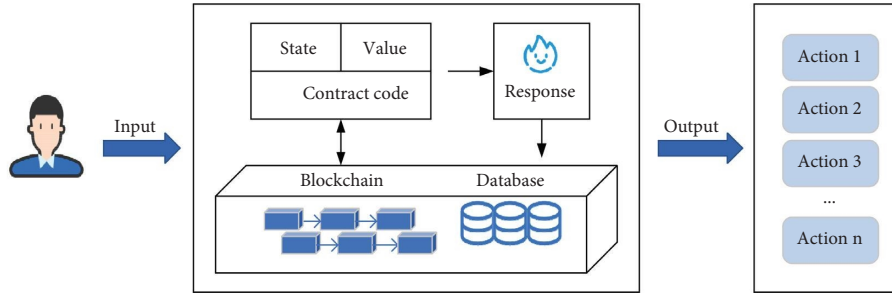 Input
State
Value
Contract code
Response
Blockchain
Database
Output
Action 1
Action 2
Action 3
...
Action n